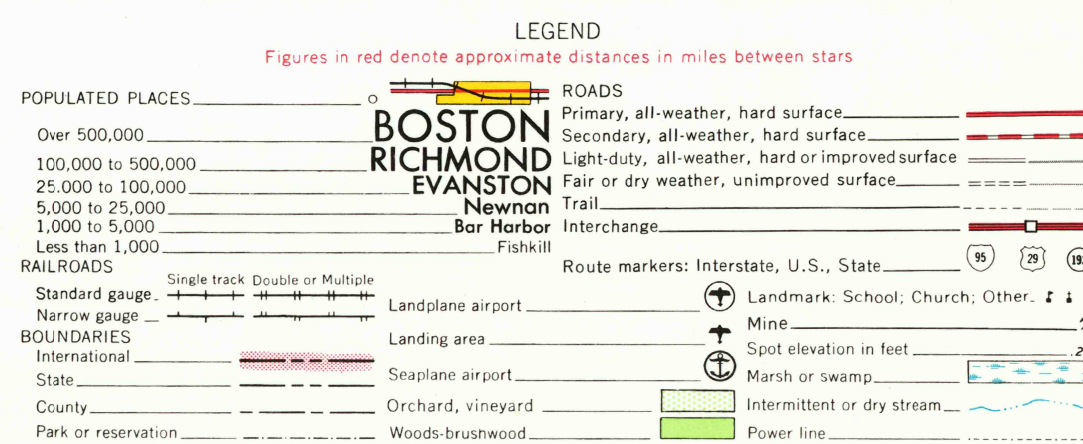 LEGEND
Figures in red denote approximate distances in miles between stars
POPULATED PLACES
Over 500,000 BOSTON
100,000 to 500,000 RICHMOND
25.000 to 100,000 EVANSTON
5,000 to 25,000 Newnan
1,000 to 5,000 Bar Harbor
Less than 1,000 Fishkill
RAILROADS
Single track Double or Multiple
Standard gauge
Narrow gauge
BOUNDARIES
International
State
County
Park or reservation
Landplane airport
Landing area
Seaplane airport
Orchard, vineyard
Woods-brushwood
ROADS
Primary, all-weather, hard surface
Secondary, all-weather, hard surface
Light-duty, all-weather, hard or improved surface
Fair or dry weather, unimproved surface
Trail
Interchange
Route markers: Interstate, U.S., State 95 29
Landmark: School; Church; Other
Mine
Spot elevation in feet
Marsh or swamp
Intermittent or dry stream
Power line